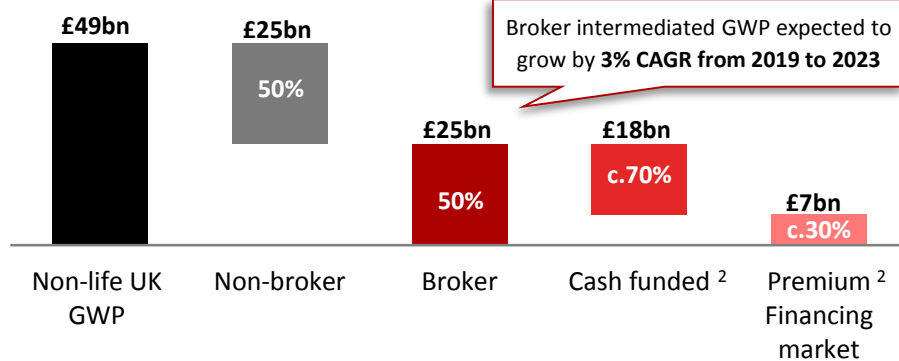 Broker intermediated GWP expected to
grow by 3% CAGR from 2019 to 2023
£49bn
£25bn
50%
£25bn
50%
£18bn
c.70%
£7bn
c.30%
Non-life UK
GWP
Non-broker
Broker
Cash funded 2
Premium 2
Financing
market